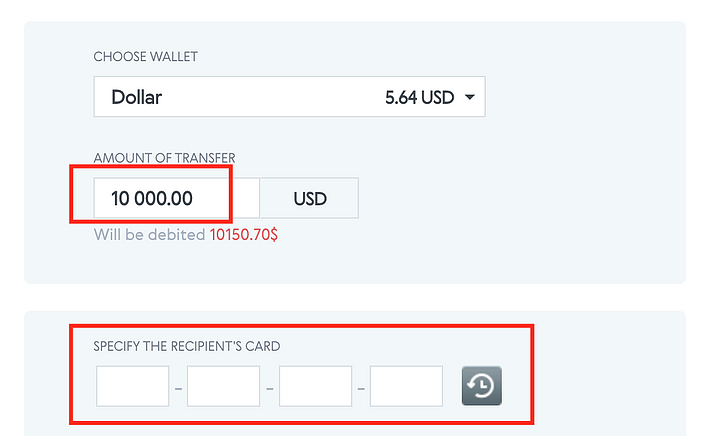 CHOOSE WALLET
Dollar 5.64 USD
AMOUNT OF TRANSFER
10 000.00 USD
Will be debited 10150.70$
SPECIFY THE RECIPIENT'S CARD
- - -